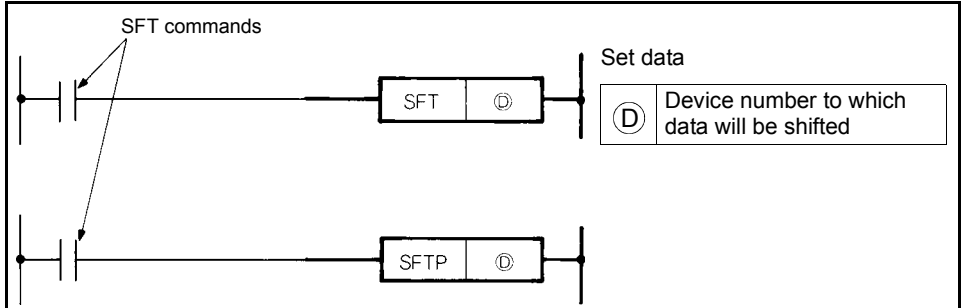 SFT commands
SFT Ⓓ
Set data
Ⓓ Device number to which
data will be shifted
SFTP Ⓓ